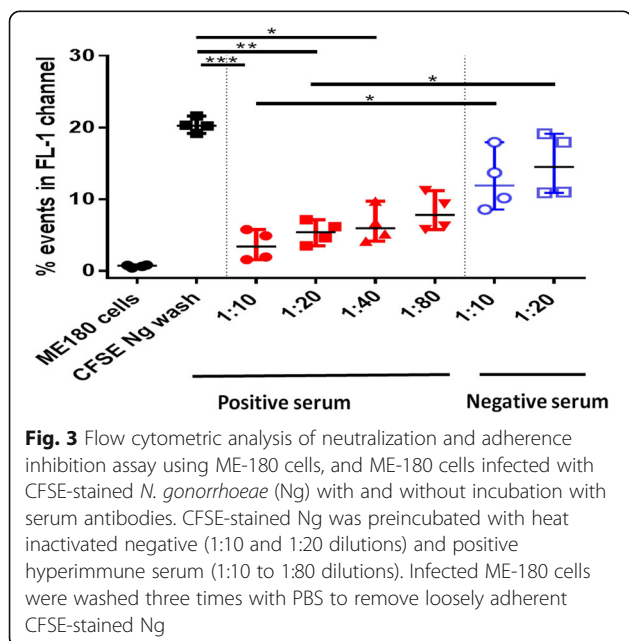 *
**
***
*
*
% events in FL-1 channel
20
10
0
ME180 cells
CFSE Ng wash
1:10
1:20
1:40
1:80
1:10
1:20
Positive serum
Negative serum
Fig. 3 Flow cytometric analysis of neutralization and adherence
inhibition assay using ME-180 cells, and ME-180 cells infected with
CFSE-stained N. gonorrhoeae (Ng) with and without incubation with
serum antibodies. CFSE-stained Ng was preincubated with heat
inactivated negative (1:10 and 1:20 dilutions) and positive
hyperimmune serum (1:10 to 1:80 dilutions). Infected ME-180 cells
were washed three times with PBS to remove loosely adherent
CFSE-stained Ng